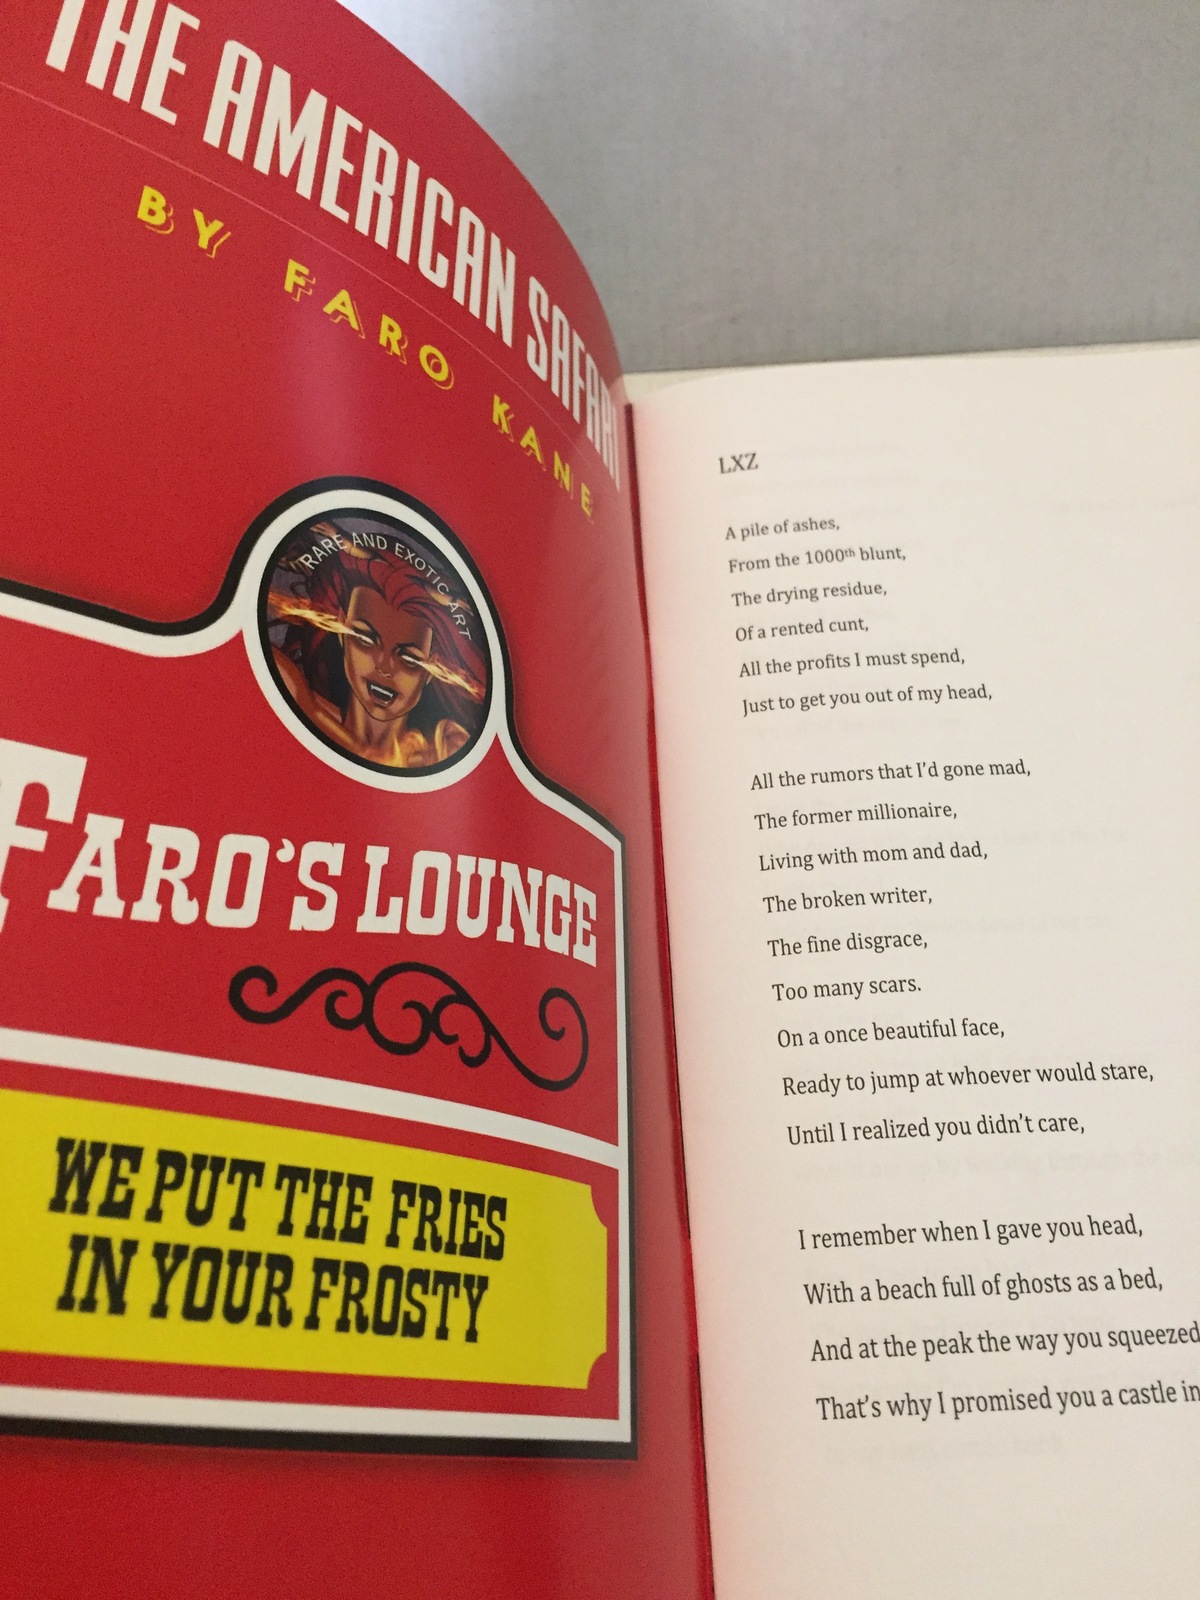 THE AMERICAN SAFARI
BY FARO KANE
RARE AND EXOTIC ART
FARO'S LOUNGE
WE PUT THE FRIES
IN YOUR FROSTY
LXZ
A pile of ashes,
From the 1000th blunt,
The drying residue,
Of a rented cunt,
All the profits I must spend,
Just to get you out of my head,
All the rumors that I'd gone mad,
The former millionaire,
Living with mom and dad,
The broken writer,
The fine disgrace,
Too many scars.
On a once beautiful face,
Ready to jump at whoever would stare,
Until I realized you didn't care,
I remember when I gave you head,
With a beach full of ghosts as a bed,
And at the peak the way you squeezed
That's why I promised you a castle in